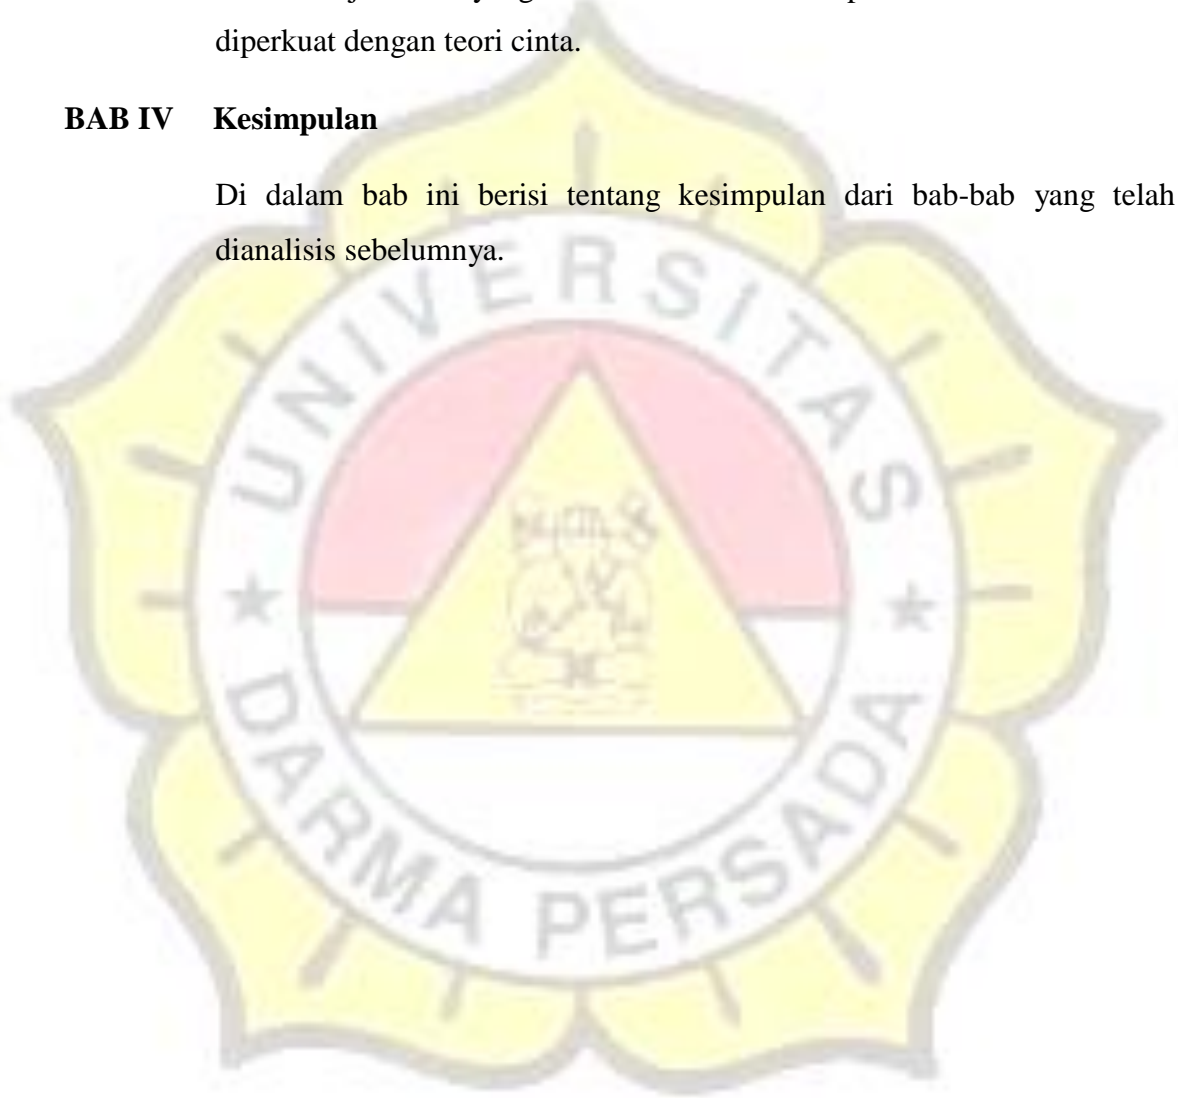 yang
diperkuat dengan teori cinta.
BAB IV Kesimpulan
Di dalam bab ini berisi tentang kesimpulan dari bab-bab yang telah
dianalisis sebelumnya.
UNIVERSITAS
DARMA PERSADA